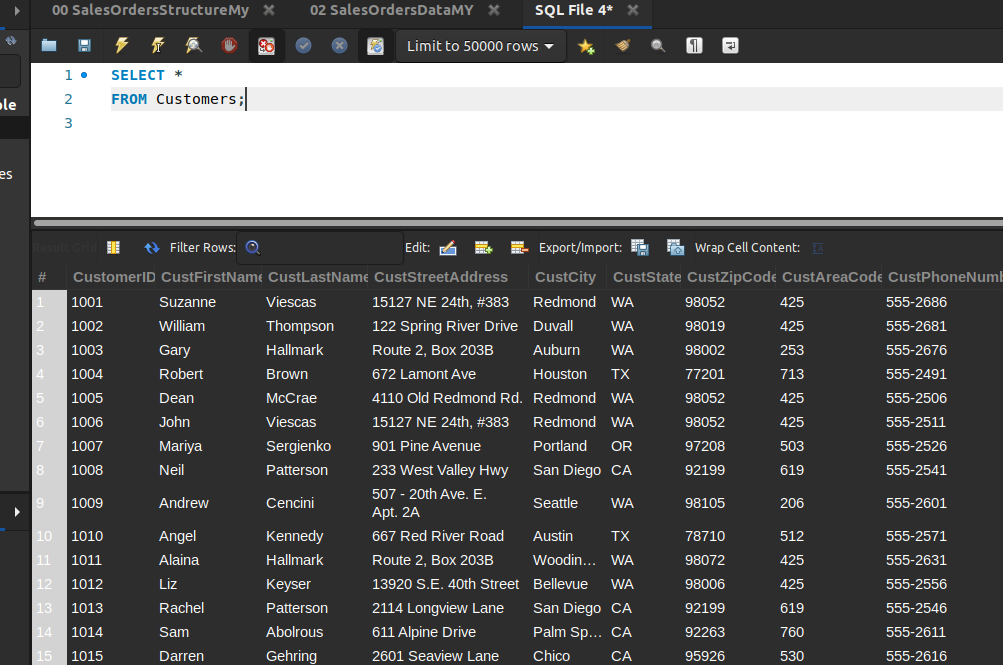 00 SalesOrdersStructureMy 02 SalesOrdersDataMY SQL File 4*
Limit to 50000 rows
ple
es
1 SELECT *
2 FROM Customers;
3
Result Grid Filter Rows: Edit: Export/Import: Wrap Cell Content:
# CustomerID CustFirstName CustLastName CustStreetAddress CustCity CustState CustZipCode CustAreaCode CustPhoneNumb
1 1001 Suzanne Viescas 15127 NE 24th, #383 Redmond WA 98052 425 555-2686
2 1002 William Thompson 122 Spring River Drive Duvall WA 98019 425 555-2681
3 1003 Gary Hallmark Route 2, Box 203B Auburn WA 98002 253 555-2676
4 1004 Robert Brown 672 Lamont Ave Houston TX 77201 713 555-2491
5 1005 Dean McCrae 4110 Old Redmond Rd. Redmond WA 98052 425 555-2506
6 1006 John Viescas 15127 NE 24th, #383 Redmond WA 98052 425 555-2511
7 1007 Mariya Sergienko 901 Pine Avenue Portland OR 97208 503 555-2526
8 1008 Neil Patterson 233 West Valley Hwy San Diego CA 92199 619 555-2541
9 1009 Andrew Cencini 507 - 20th Ave. E. Seattle WA 98105 206 555-2601
Apt. 2A
10 1010 Angel Kennedy 667 Red River Road Austin TX 78710 512 555-2571
11 1011 Alaina Hallmark Route 2, Box 203B Woodin... WA 98072 425 555-2631
12 1012 Liz Keyser 13920 S.E. 40th Street Bellevue WA 98006 425 555-2556
13 1013 Rachel Patterson 2114 Longview Lane San Diego CA 92199 619 555-2546
14 1014 Sam Abolrous 611 Alpine Drive Palm Sp... CA 92263 760 555-2611
15 1015 Darren Gehring 2601 Seaview Lane Chico CA 95926 530 555-2616